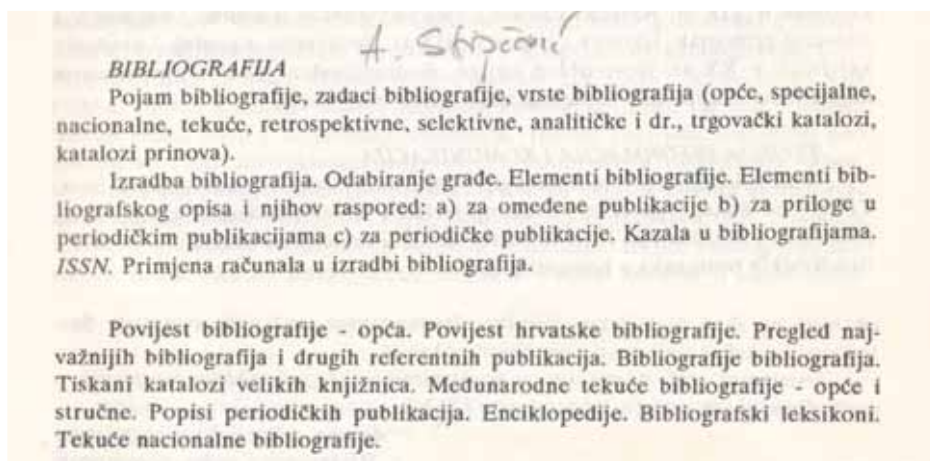 A. Stipčević
BIBLIOGRAFIJA
Pojam bibliografije, zadaci bibliografije, vrste bibliografija (opće, specijalne,
nacionalne, tekuće, retrospektivne, selektivne, analitičke i dr., trgovački katalozi,
katalozi prinova).
Izradba bibliografija. Odabiranje građe. Elementi bibliografije. Elementi bib-
liografskog opisa i njihov raspored: a) za omeđene publikacije b) za priloge u
periodičkim publikacijama c) za periodičke publikacije. Kazala u bibliografijama.
ISSN. Primjena računala u izradbi bibliografija.
Povijest bibliografije - opća. Povijest hrvatske bibliografije. Pregled naj-
važnijih bibliografija i drugih referentnih publikacija. Bibliografije bibliografija.
Tiskani katalozi velikih knjižnica. Međunarodne tekuće bibliografije - opće i
stručne. Popisi periodičkih publikacija. Enciklopedije. Bibliografski leksikoni.
Tekuće nacionalne bibliografije.